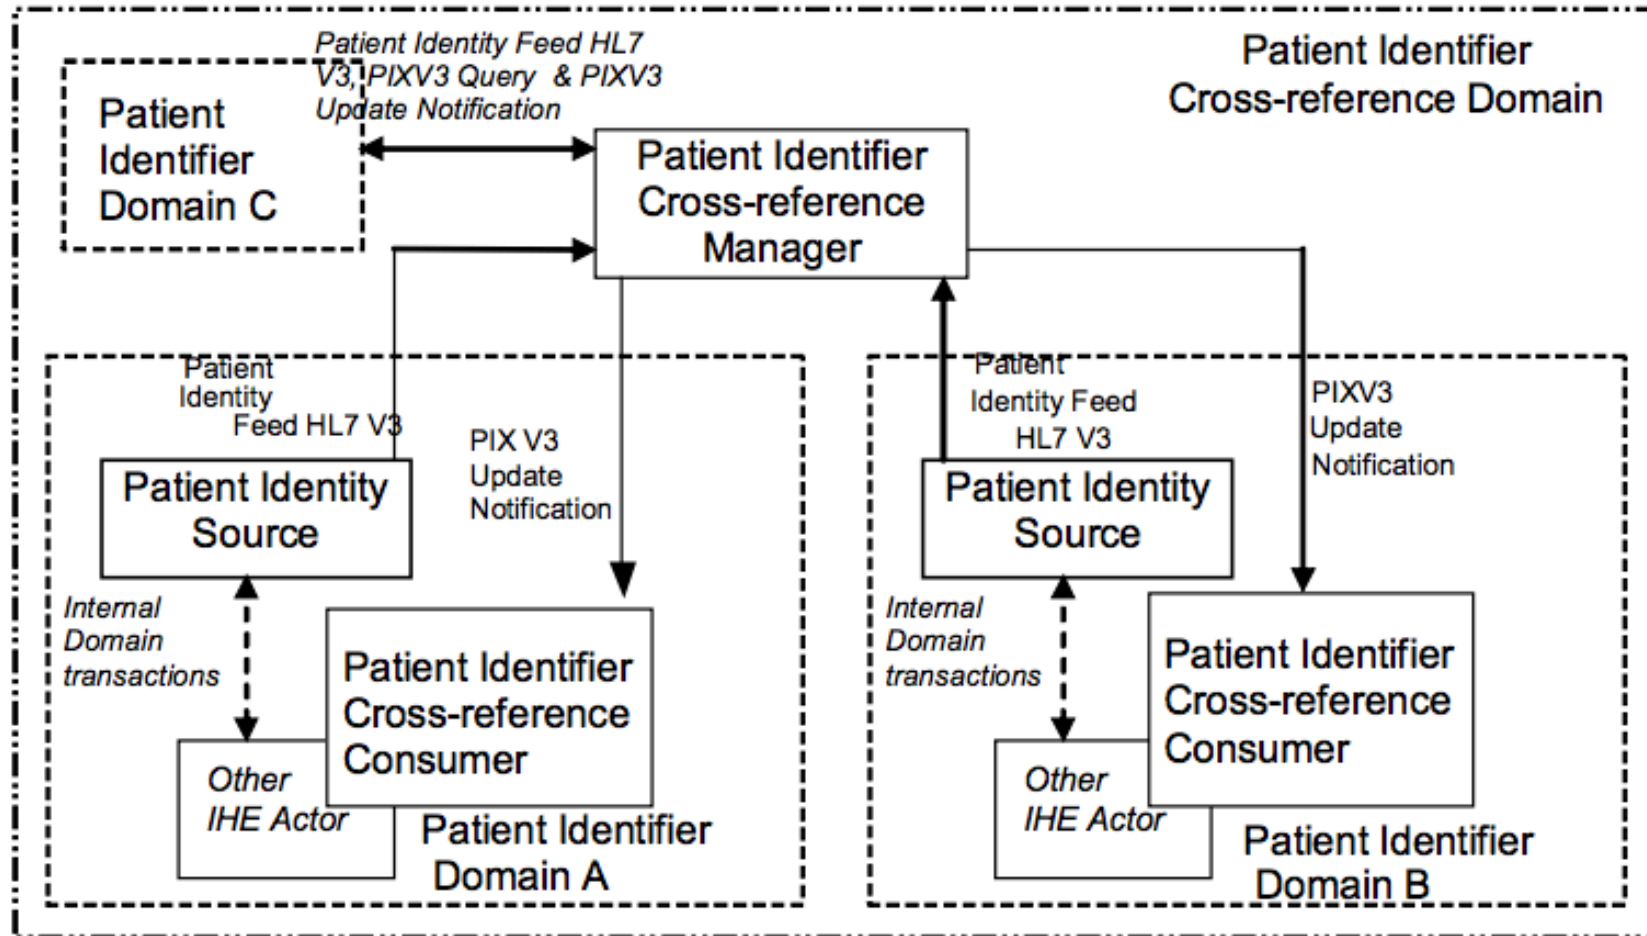 Patient Identity Feed HL7
V3, PIXV3 Query & PIXV3
Update Notification
Patient Identifier
Cross-reference Domain
Patient
Identifier
Domain C
Patient Identifier
Cross-reference
Manager
Patient
Identity
Feed HL7 V3
PIX V3
Update
Notification
Patient Identity
Source
Internal
Domain
transactions
Patient Identifier
Cross-reference
Consumer
Other
IHE Actor
Patient Identifier
Domain A
Patient
Identity Feed
HL7 V3
PIXV3
Update
Notification
Patient Identity
Source
Internal
Domain
transactions
Patient Identifier
Cross-reference
Consumer
Other
IHE Actor
Patient Identifier
Domain B